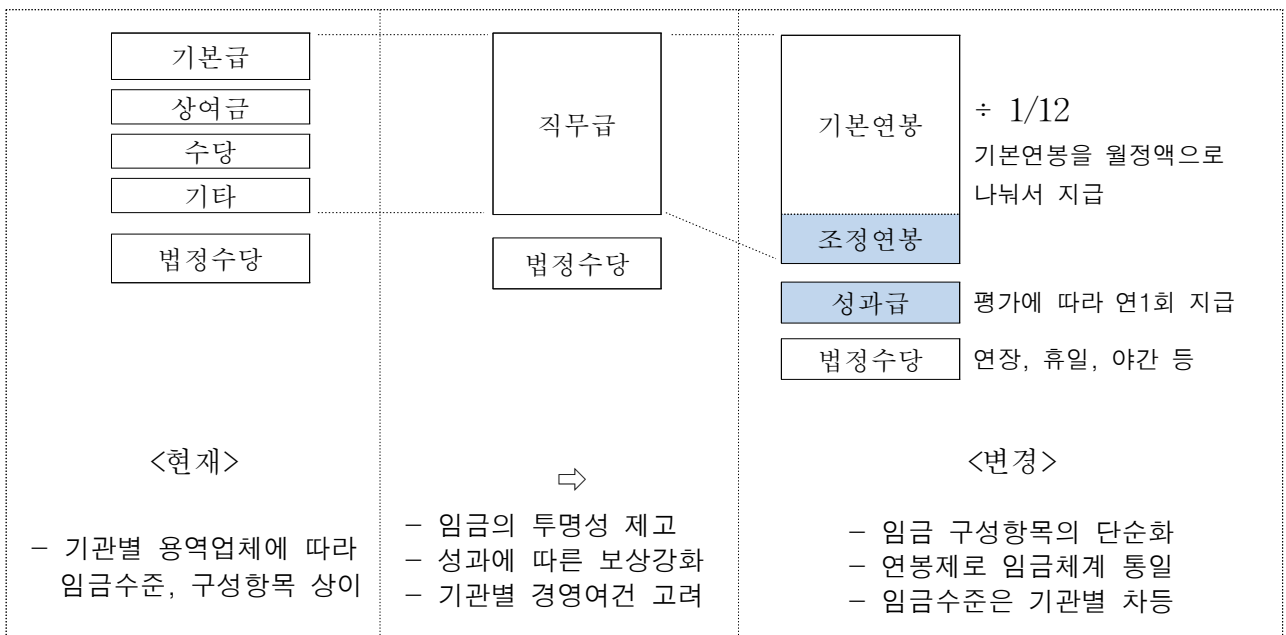 기본급
상여금
수당
기타
법정수당
<현재>
– 기관별 용역업체에 따라
임금수준, 구성항목 상이
직무급
법정수당
⇨
– 임금의 투명성 제고
– 성과에 따른 보상강화
– 기관별 경영여건 고려
기본연봉
÷ 1/12
기본연봉을 월정액으로
나눠서 지급
조정연봉
성과급 평가에 따라 연1회 지급
법정수당 연장, 휴일, 야간 등
<변경>
– 임금 구성항목의 단순화
– 연봉제로 임금체계 통일
– 임금수준은 기관별 차등